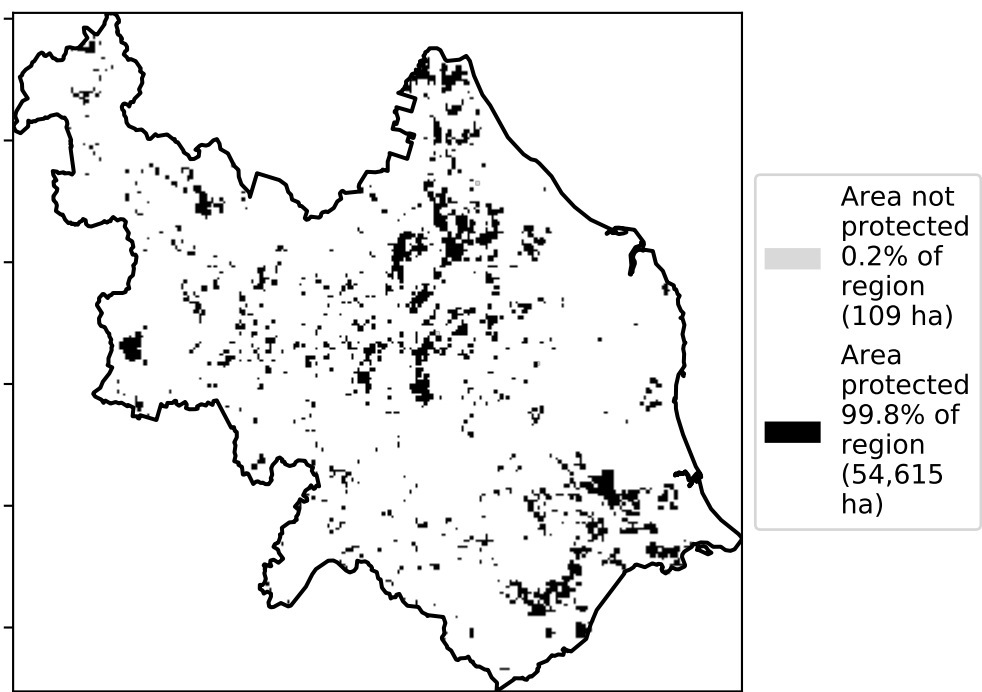 Area not
protected
0.2% of
region
(109 ha)
Area
protected
99.8% of
region
(54,615
ha)